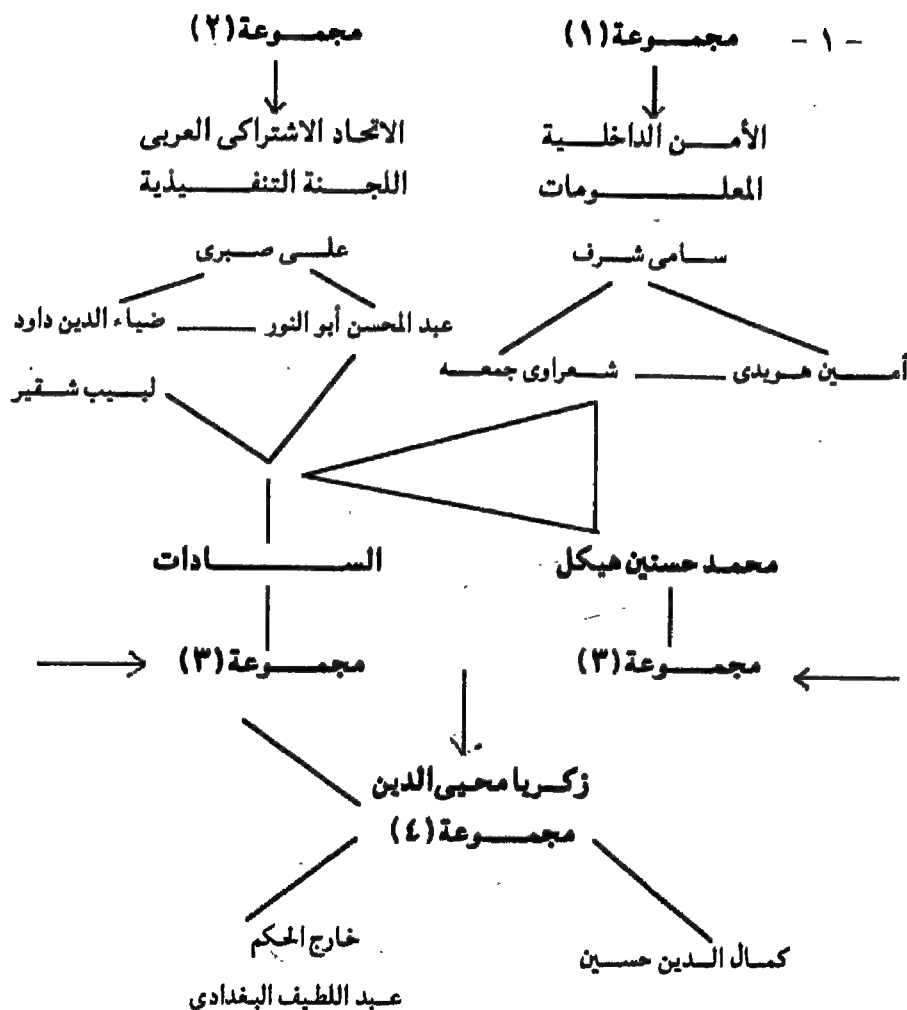 - ١ -
مجموعة (١)
مجموعة (٢)
الأمن الداخلية
الاتحاد الاشتراكى العربى
المعلومات
اللجنة التنفيذية
سامى شرف
على صبرى
أمين هويدى
شعراوى جمعه
عبد المحسن أبو النور
ضياء الدين داود
لبيب شقير
محمد حسنين هيكل
السادات
مجموعة (٣)
مجموعة (٣)
زكريا محيى الدين
مجموعة (٤)
كمال الدين حسين
خارج الحكم
عبد اللطيف البغدادى